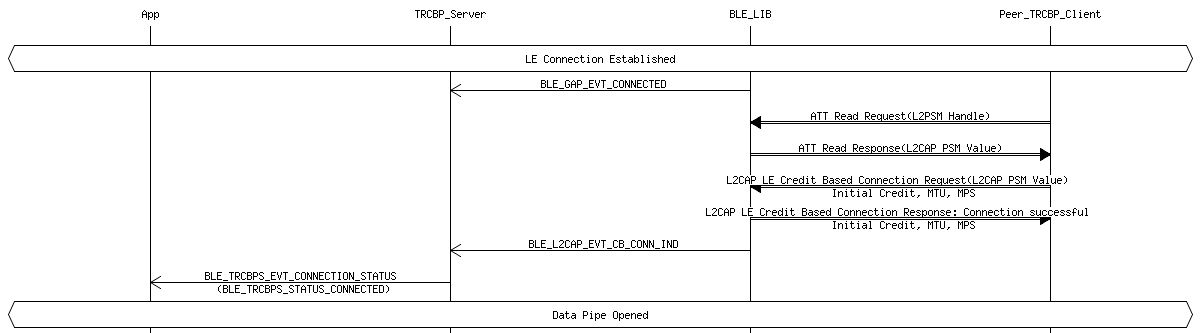 App TRCBP_Server BLE_LIB Peer_TRCBP_Client
LE Connection Established
BLE_GAP_EVT_CONNECTED
ATT Read Request(L2PSM Handle)
ATT Read Response(L2CAP PSM Value)
L2CAP LE Credit Based Connection Request(L2CAP PSM Value)
Initial Credit, MTU, MPS
L2CAP LE Credit Based Connection Response: Connection successful
Initial Credit, MTU, MPS
BLE_L2CAP_EVT_CB_CONN_IND
BLE_TRCBPS_EVT_CONNECTION_STATUS
(BLE_TRCBPS_STATUS_CONNECTED)
Data Pipe Opened